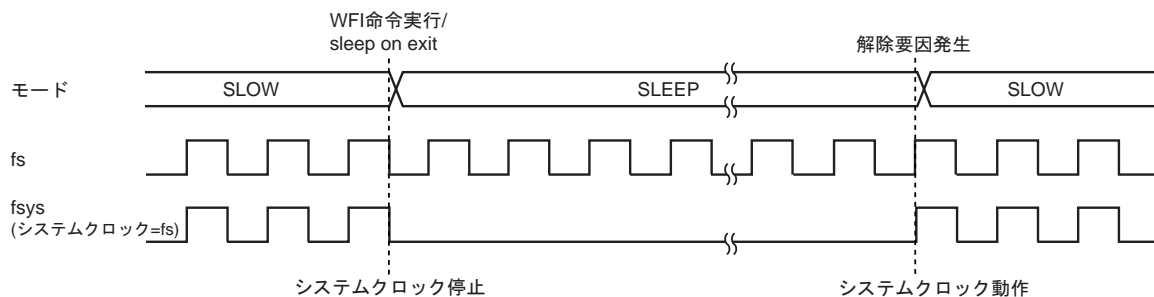 WFI命令実行/
sleep on exit
解除要因発生
モード
SLOW
SLEEP
SLOW
fs
fsys
(システムクロック=fs)
システムクロック停止
システムクロック動作